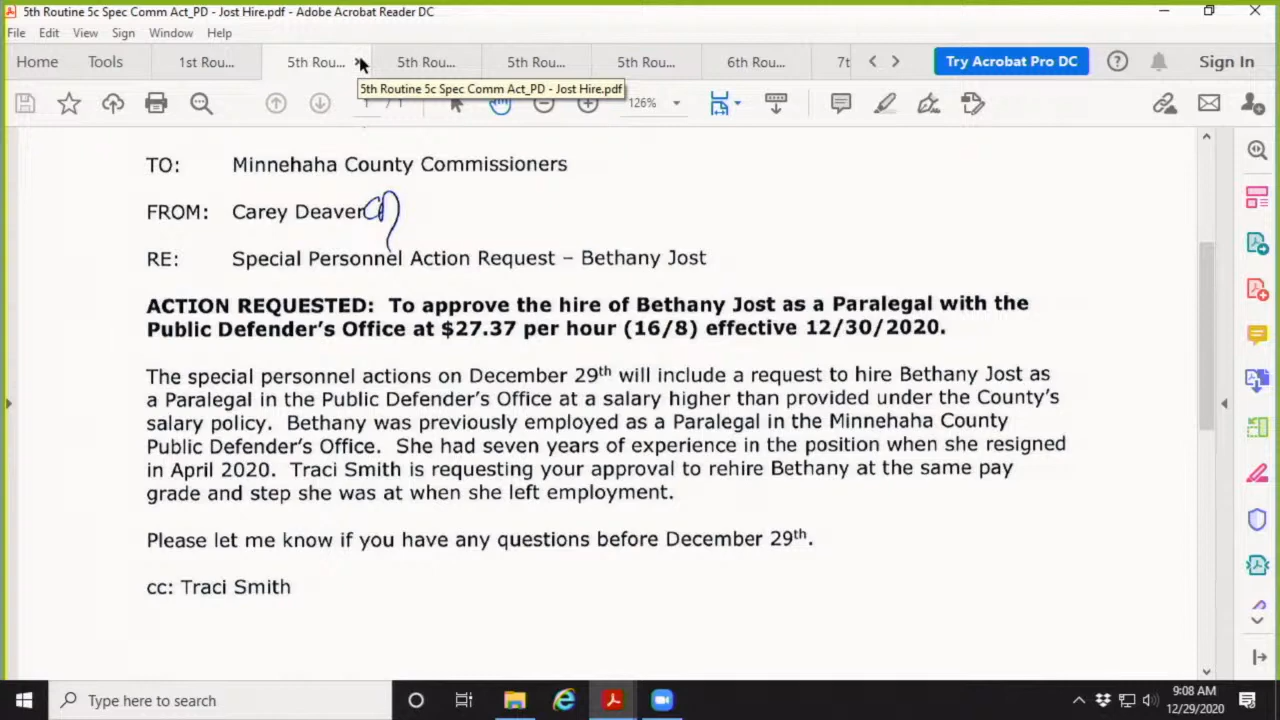 5th Routine 5c Spec Comm Act_PD - Jost Hire.pdf - Adobe Acrobat Reader DC
File Edit View Sign Window Help
Home Tools 1st Rou... 5th Rou... 5th Rou... 5th Rou... 5th Rou... 6th Rou... 7t Try Acrobat Pro DC Sign In
5th Routine 5c Spec Comm Act_PD - Jost Hire.pdf
126%
TO: Minnehaha County Commissioners
FROM: Carey Deaver
RE: Special Personnel Action Request – Bethany Jost
ACTION REQUESTED: To approve the hire of Bethany Jost as a Paralegal with the
Public Defender's Office at $27.37 per hour (16/8) effective 12/30/2020.
The special personnel actions on December 29th will include a request to hire Bethany Jost as
a Paralegal in the Public Defender's Office at a salary higher than provided under the County's
salary policy. Bethany was previously employed as a Paralegal in the Minnehaha County
Public Defender's Office. She had seven years of experience in the position when she resigned
in April 2020. Traci Smith is requesting your approval to rehire Bethany at the same pay
grade and step she was at when she left employment.
Please let me know if you have any questions before December 29th.
cc: Traci Smith
Type here to search
9:08 AM
12/29/2020